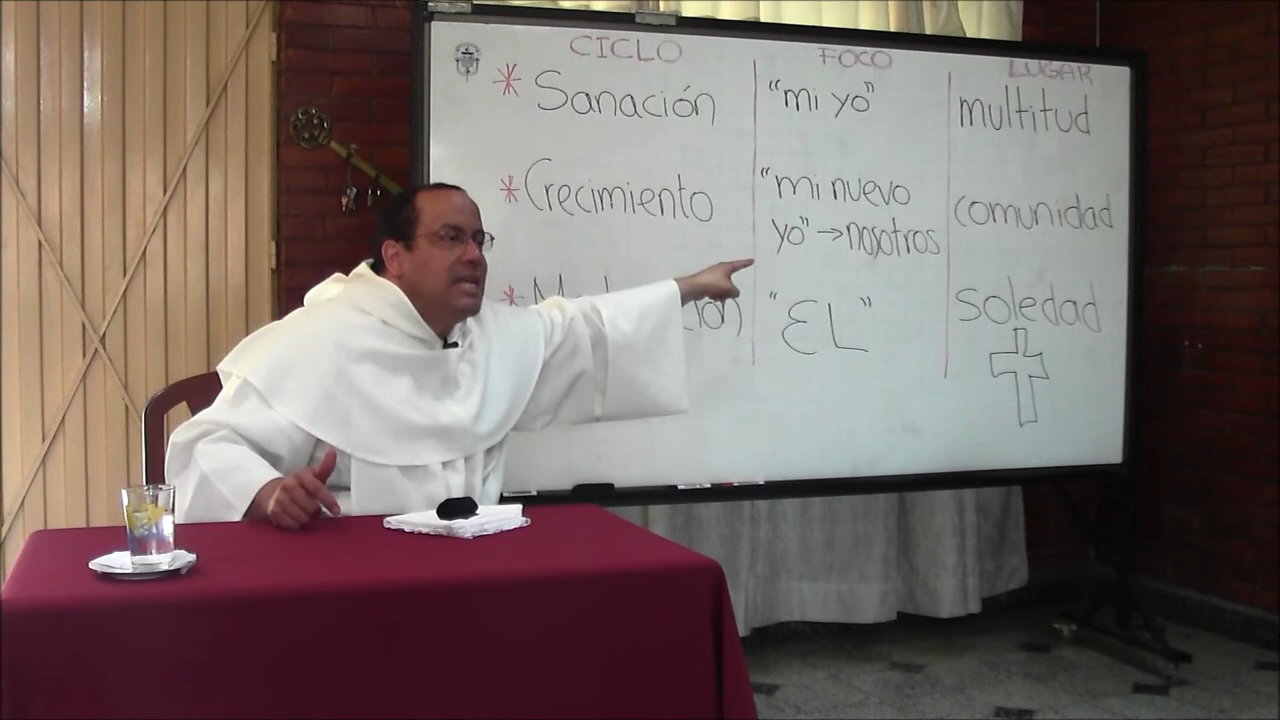 CICLO FOCO LUGAR
* Sanación "mi yo" multitud
* Crecimiento "mi nuevo yo" → nosotros comunidad
* "EL" soledad